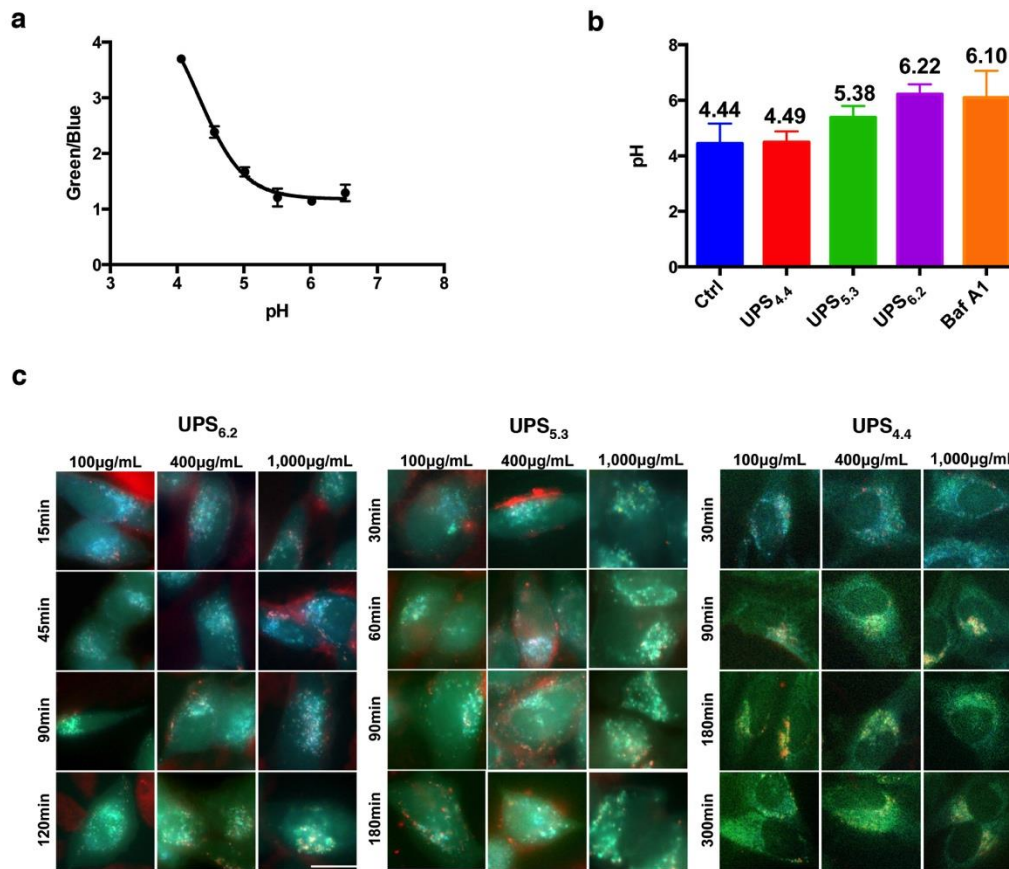 a
4
3
2
1
0
Green/Blue
3 4 5 6 7 8
pH
b
8
6
4
2
0
pH
4.44 4.49 5.38 6.22 6.10
Ctrl UPS4.4 UPS5.3 UPS6.2 Baf A1
c
UPS6.2
100µg/mL 400µg/mL 1,000µg/mL
15min
45min
90min
120min
UPS5.3
100µg/mL 400µg/mL 1,000µg/mL
30min
60min
90min
180min
UPS4.4
100µg/mL 400µg/mL 1,000µg/mL
30min
90min
180min
300min